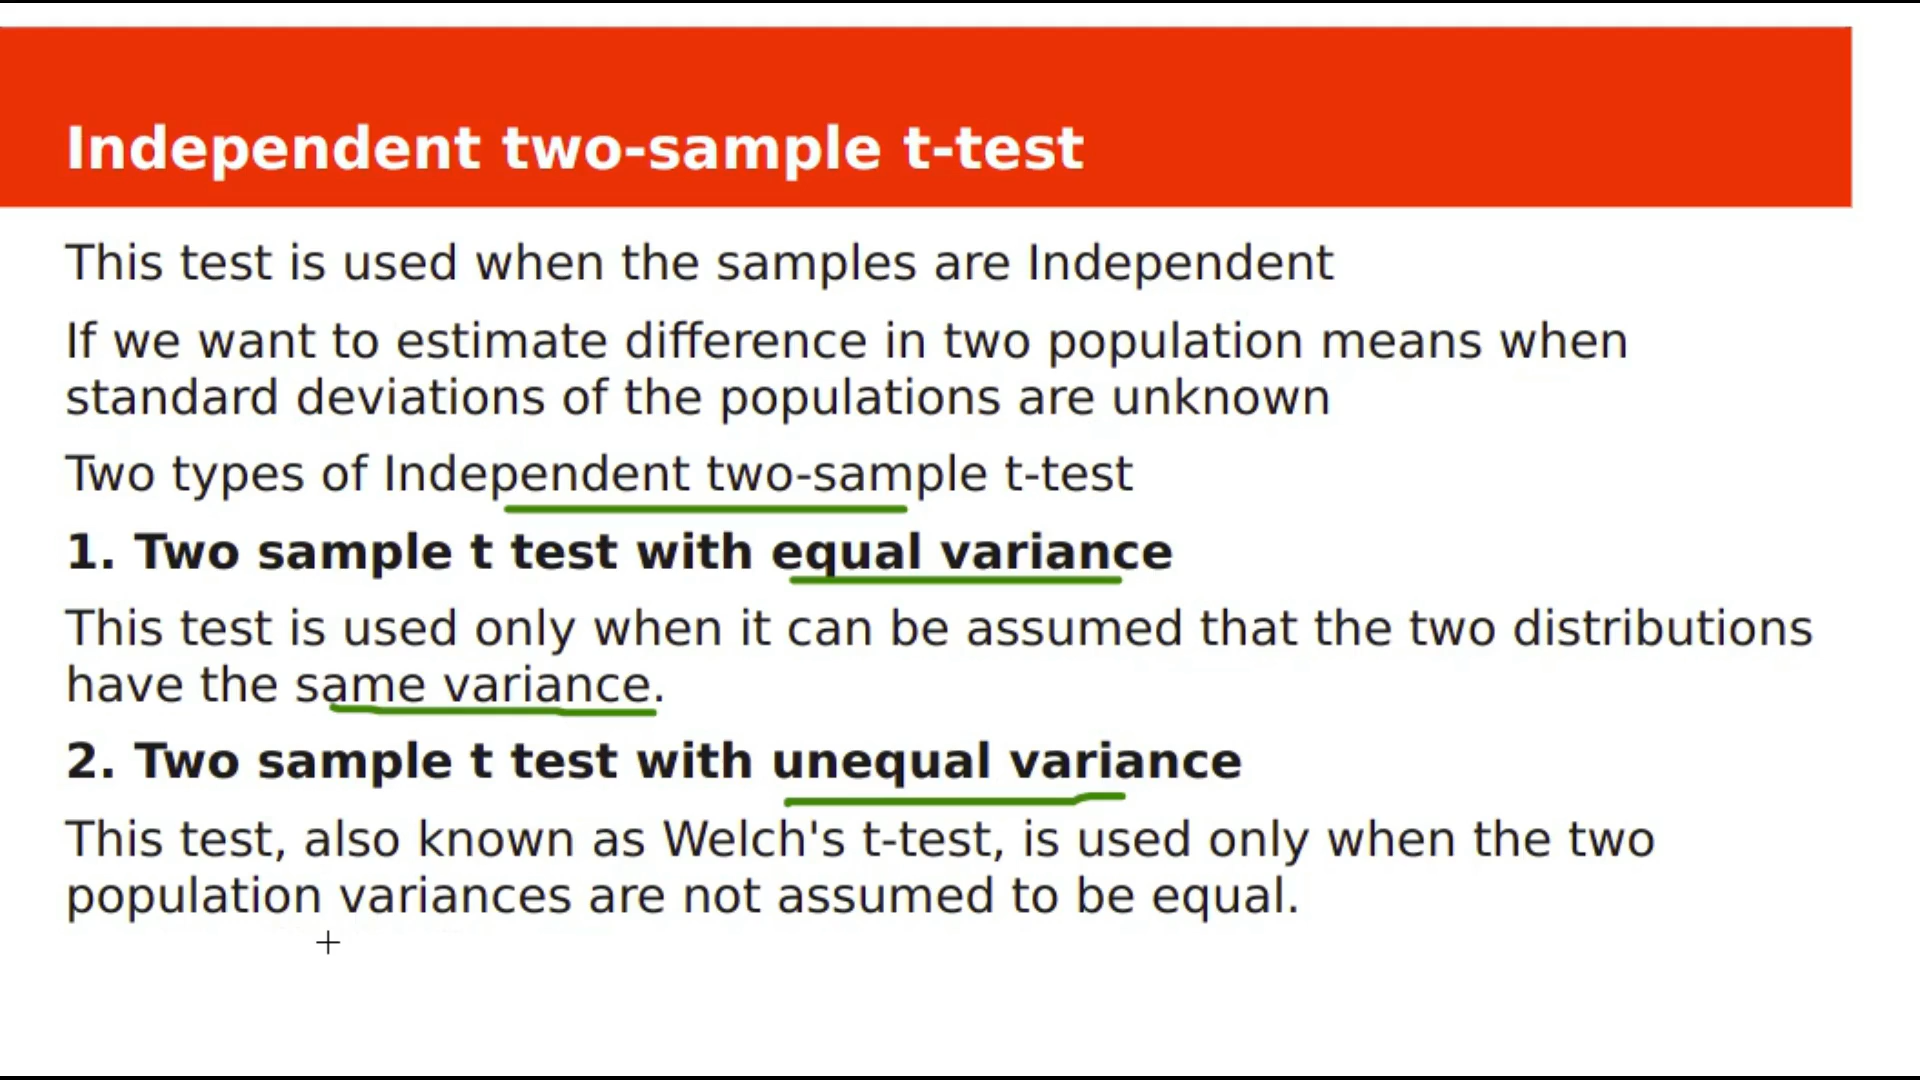 Independent two-sample t-test
This test is used when the samples are Independent
If we want to estimate difference in two population means when
standard deviations of the populations are unknown
Two types of Independent two-sample t-test
1. Two sample t test with equal variance
This test is used only when it can be assumed that the two distributions
have the same variance.
2. Two sample t test with unequal variance
This test, also known as Welch's t-test, is used only when the two
population variances are not assumed to be equal.